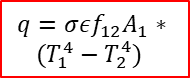 q = σϵf₁₂A₁ *
(T₁⁴ − T₂⁴)